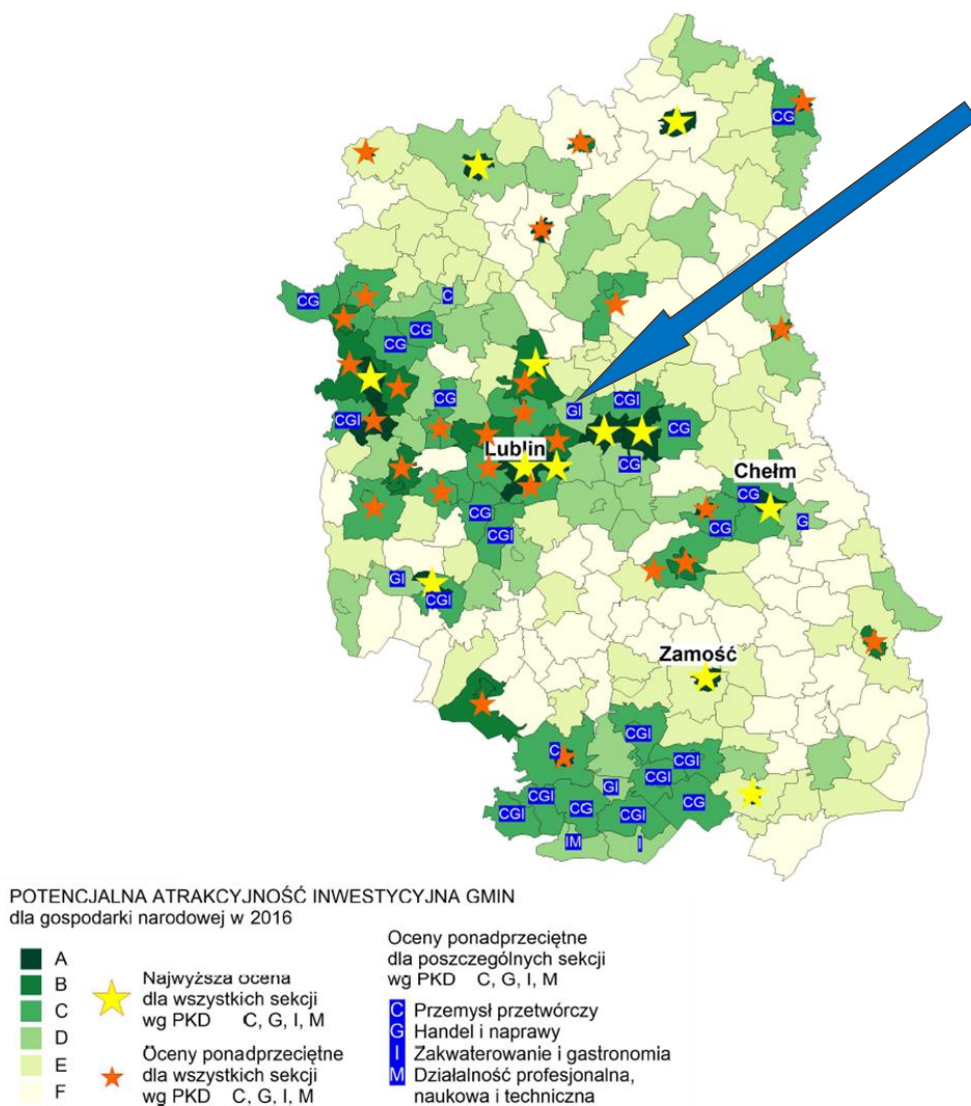 CG
C
CG
CG
CGI
CG
GI
CGI
CG
CG
Lublin
Chełm
CG
CG
G
CG
CGI
GI
CGI
Zamość
CGI
C
CGI
CGI
GI
CGI
CGI
CG
CGI
CG
IM
I
POTENCJALNA ATRAKCYJNOŚĆ INWESTYCYJNA GMIN
dla gospodarki narodowej w 2016
A
B
C
D
E
F
Najwyższa ocena
dla wszystkich sekcji
wg PKD C, G, I, M
Oceny ponadprzeciętne
dla wszystkich sekcji
wg PKD C, G, I, M
Oceny ponadprzeciętne
dla poszczególnych sekcji
wg PKD C, G, I, M
C Przemysł przetwórczy
G Handel i naprawy
I Zakwaterowanie i gastronomia
M Działalność profesjonalna,
naukowa i techniczna